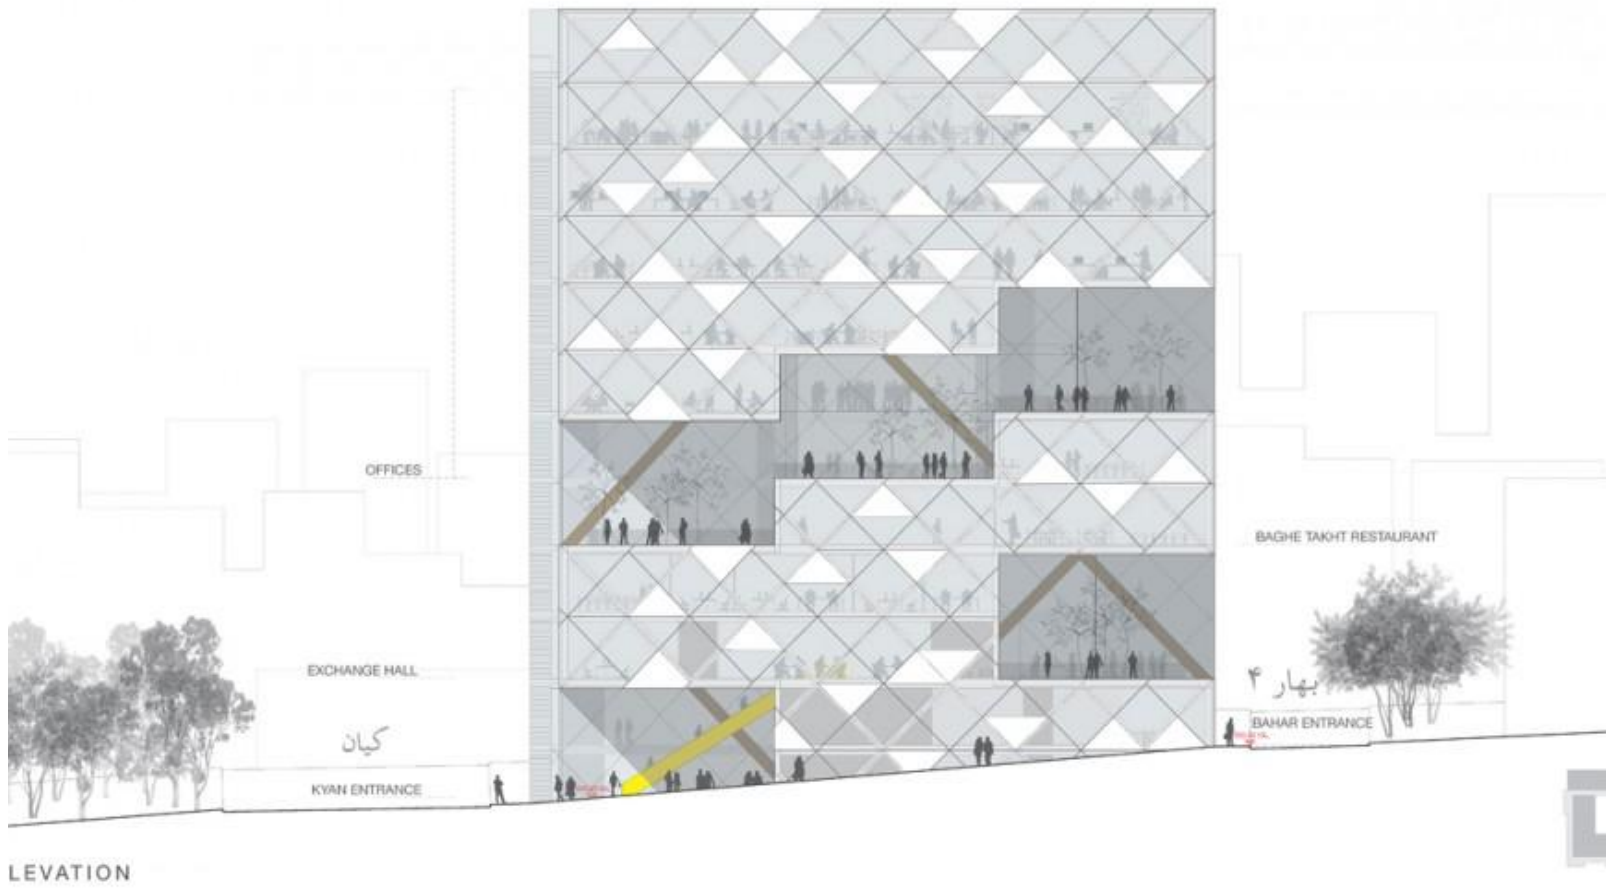 OFFICES
BAGHE TAKHT RESTAURANT
EXCHANGE HALL
بهار ۴
BAHAR ENTRANCE
کیان
KYAN ENTRANCE
LEVATION